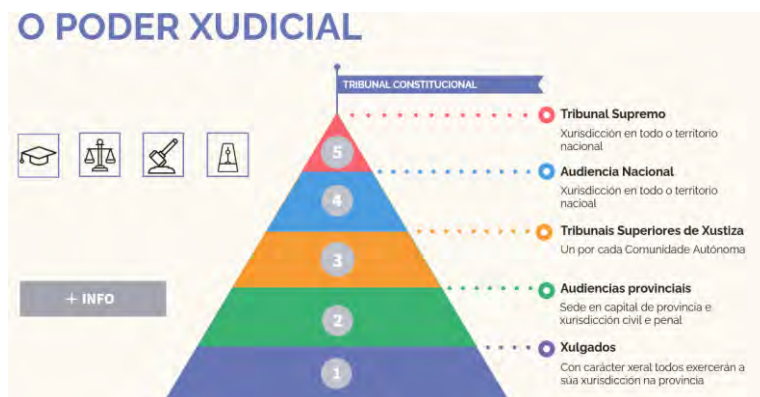 O PODER XUDICIAL
TRIBUNAL CONSTITUCIONAL
5
Tribunal Supremo
Xurisdicción en todo o territorio
nacional
4
Audiencia Nacional
Xurisdicción en todo o territorio
nacioal
3
Tribunais Superiores de Xustiza
Un por cada Comunidade Autónoma
+ INFO
2
Audiencias provinciais
Sede en capital de provincia e
xurisdicción civil e penal
1
Xulgados
Con carácter xeral todos exercerán a
súa xurisdicción na provincia